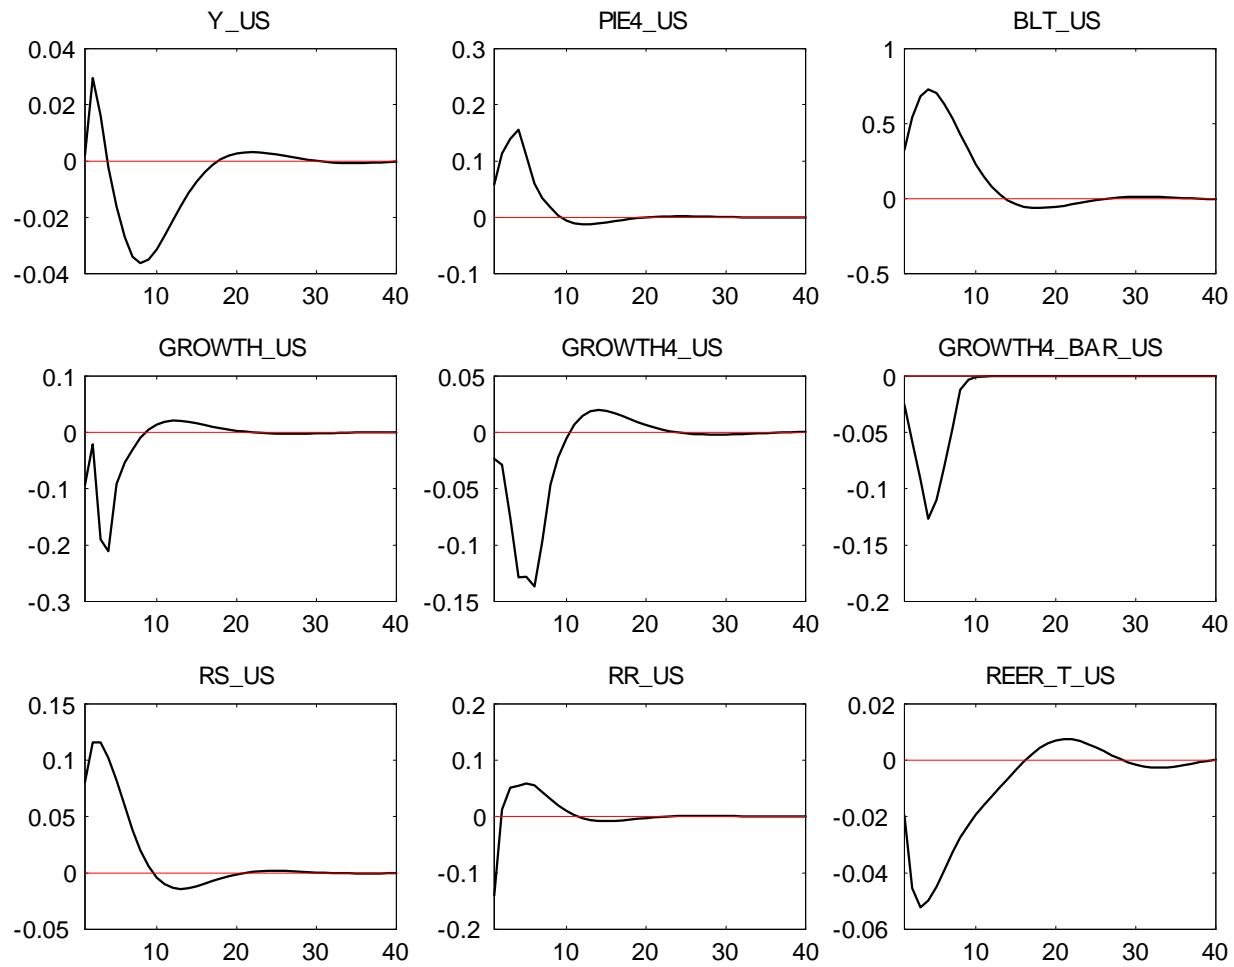 Y_US PIE4_US BLT_US
0.04 0.3 1
0.02 0.2 0.5
0 0.1 0
-0.02 0 -0.5
-0.04 -0.1
10 20 30 40 10 20 30 40 10 20 30 40
GROWTH_US GROWTH4_US GROWTH4_BAR_US
0.1 0.05 0
0 0 -0.05
-0.1 -0.05 -0.1
-0.2 -0.1 -0.15
-0.3 -0.15 -0.2
10 20 30 40 10 20 30 40 10 20 30 40
RS_US RR_US REER_T_US
0.15 0.2 0.02
0.1 0.1 0
0.05 0 -0.02
0 -0.1 -0.04
-0.05 -0.2 -0.06
10 20 30 40 10 20 30 40 10 20 30 40